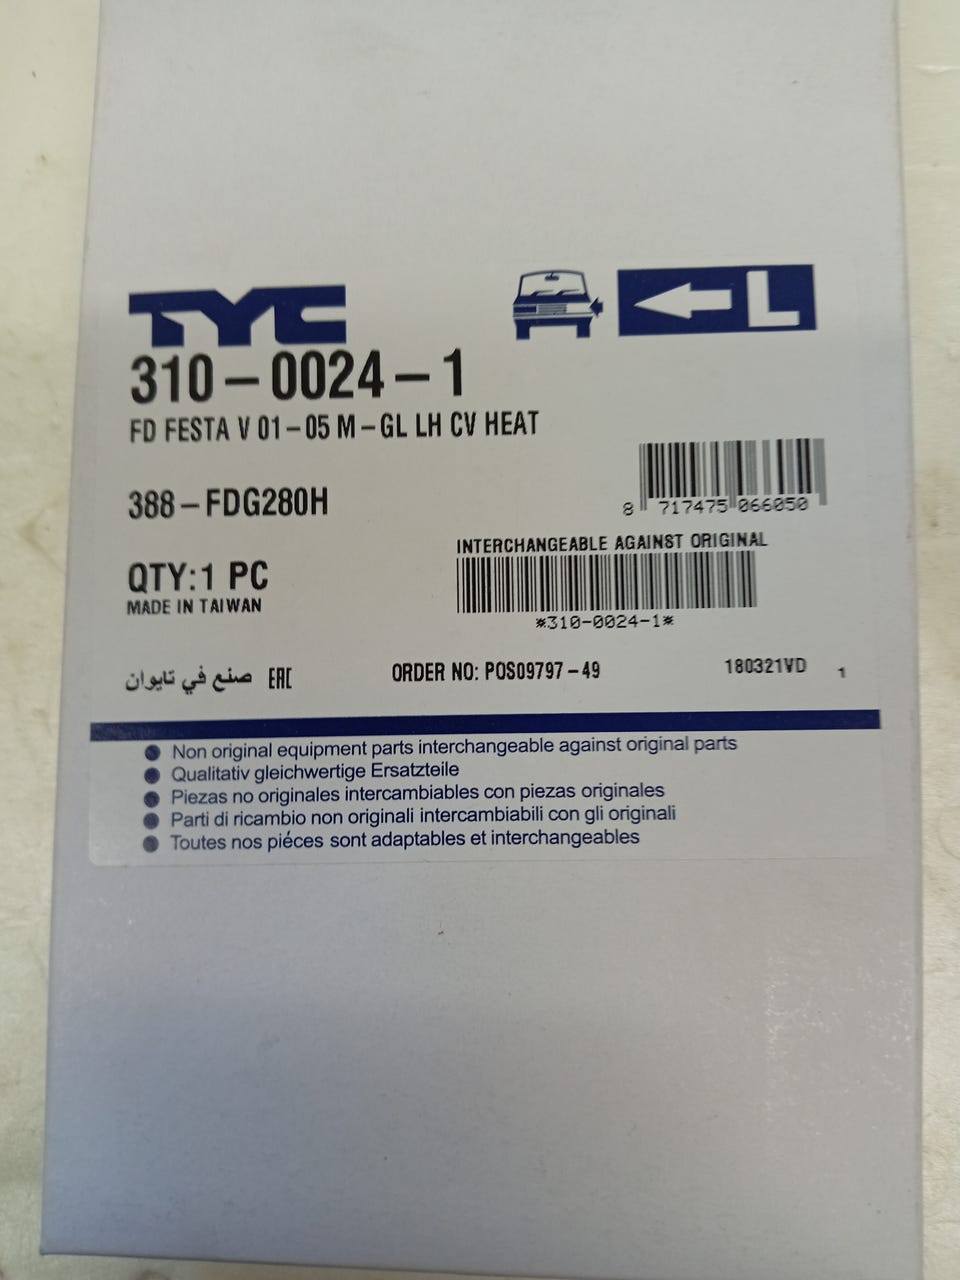 TYC
L
310-0024-1
FD FESTA V 01-05 M-GL LH CV HEAT
388-FDG280H
8 717475 066050
INTERCHANGEABLE AGAINST ORIGINAL
QTY:1 PC
MADE IN TAIWAN
*310-0024-1*
صنع في تايوان EAC
ORDER NO: POS09797-49
180321VD 1
Non original equipment parts interchangeable against original parts
Qualitativ gleichwertige Ersatzteile
Piezas no originales intercambiables con piezas originales
Parti di ricambio non originali intercambiabili con gli originali
Toutes nos piéces sont adaptables et interchangeables